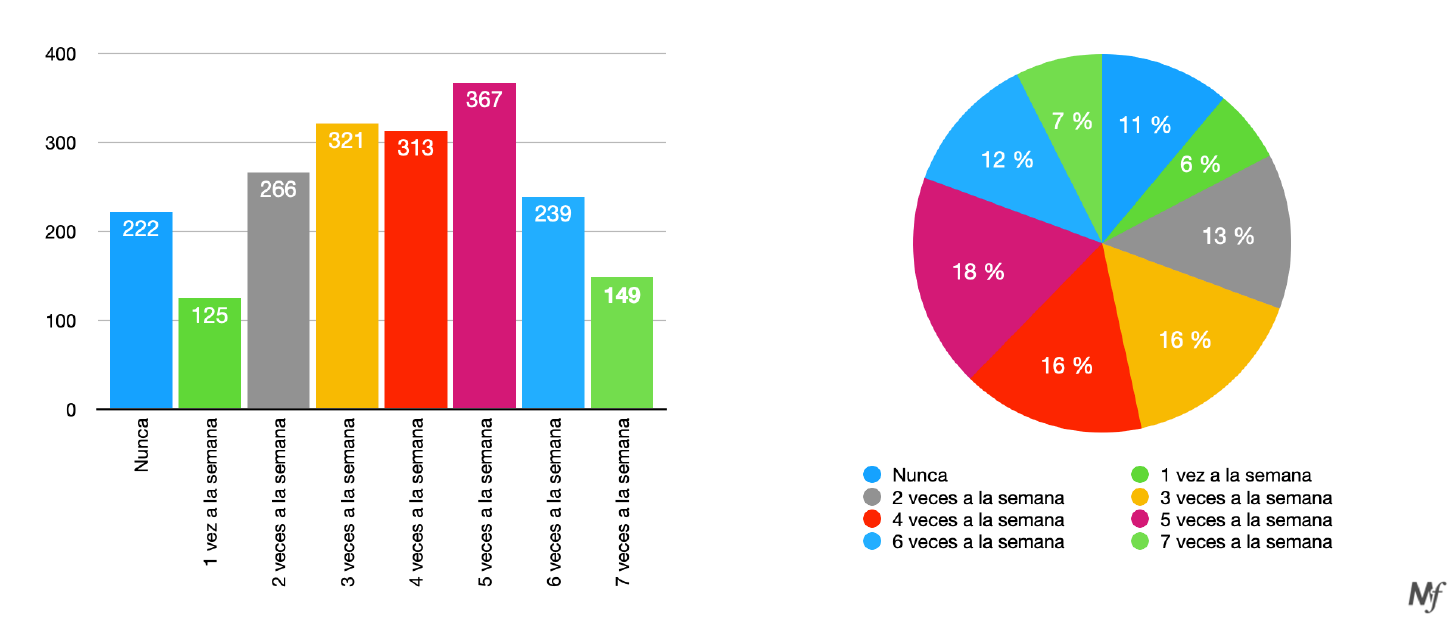 400
300
200
100
0
222
125
266
321
313
367
239
149
Nunca
1 vez a la semana
2 veces a la semana
3 veces a la semana
4 veces a la semana
5 veces a la semana
6 veces a la semana
7 veces a la semana
11 %
6 %
13 %
16 %
16 %
18 %
12 %
7 %
Nunca
1 vez a la semana
2 veces a la semana
3 veces a la semana
4 veces a la semana
5 veces a la semana
6 veces a la semana
7 veces a la semana
Mf